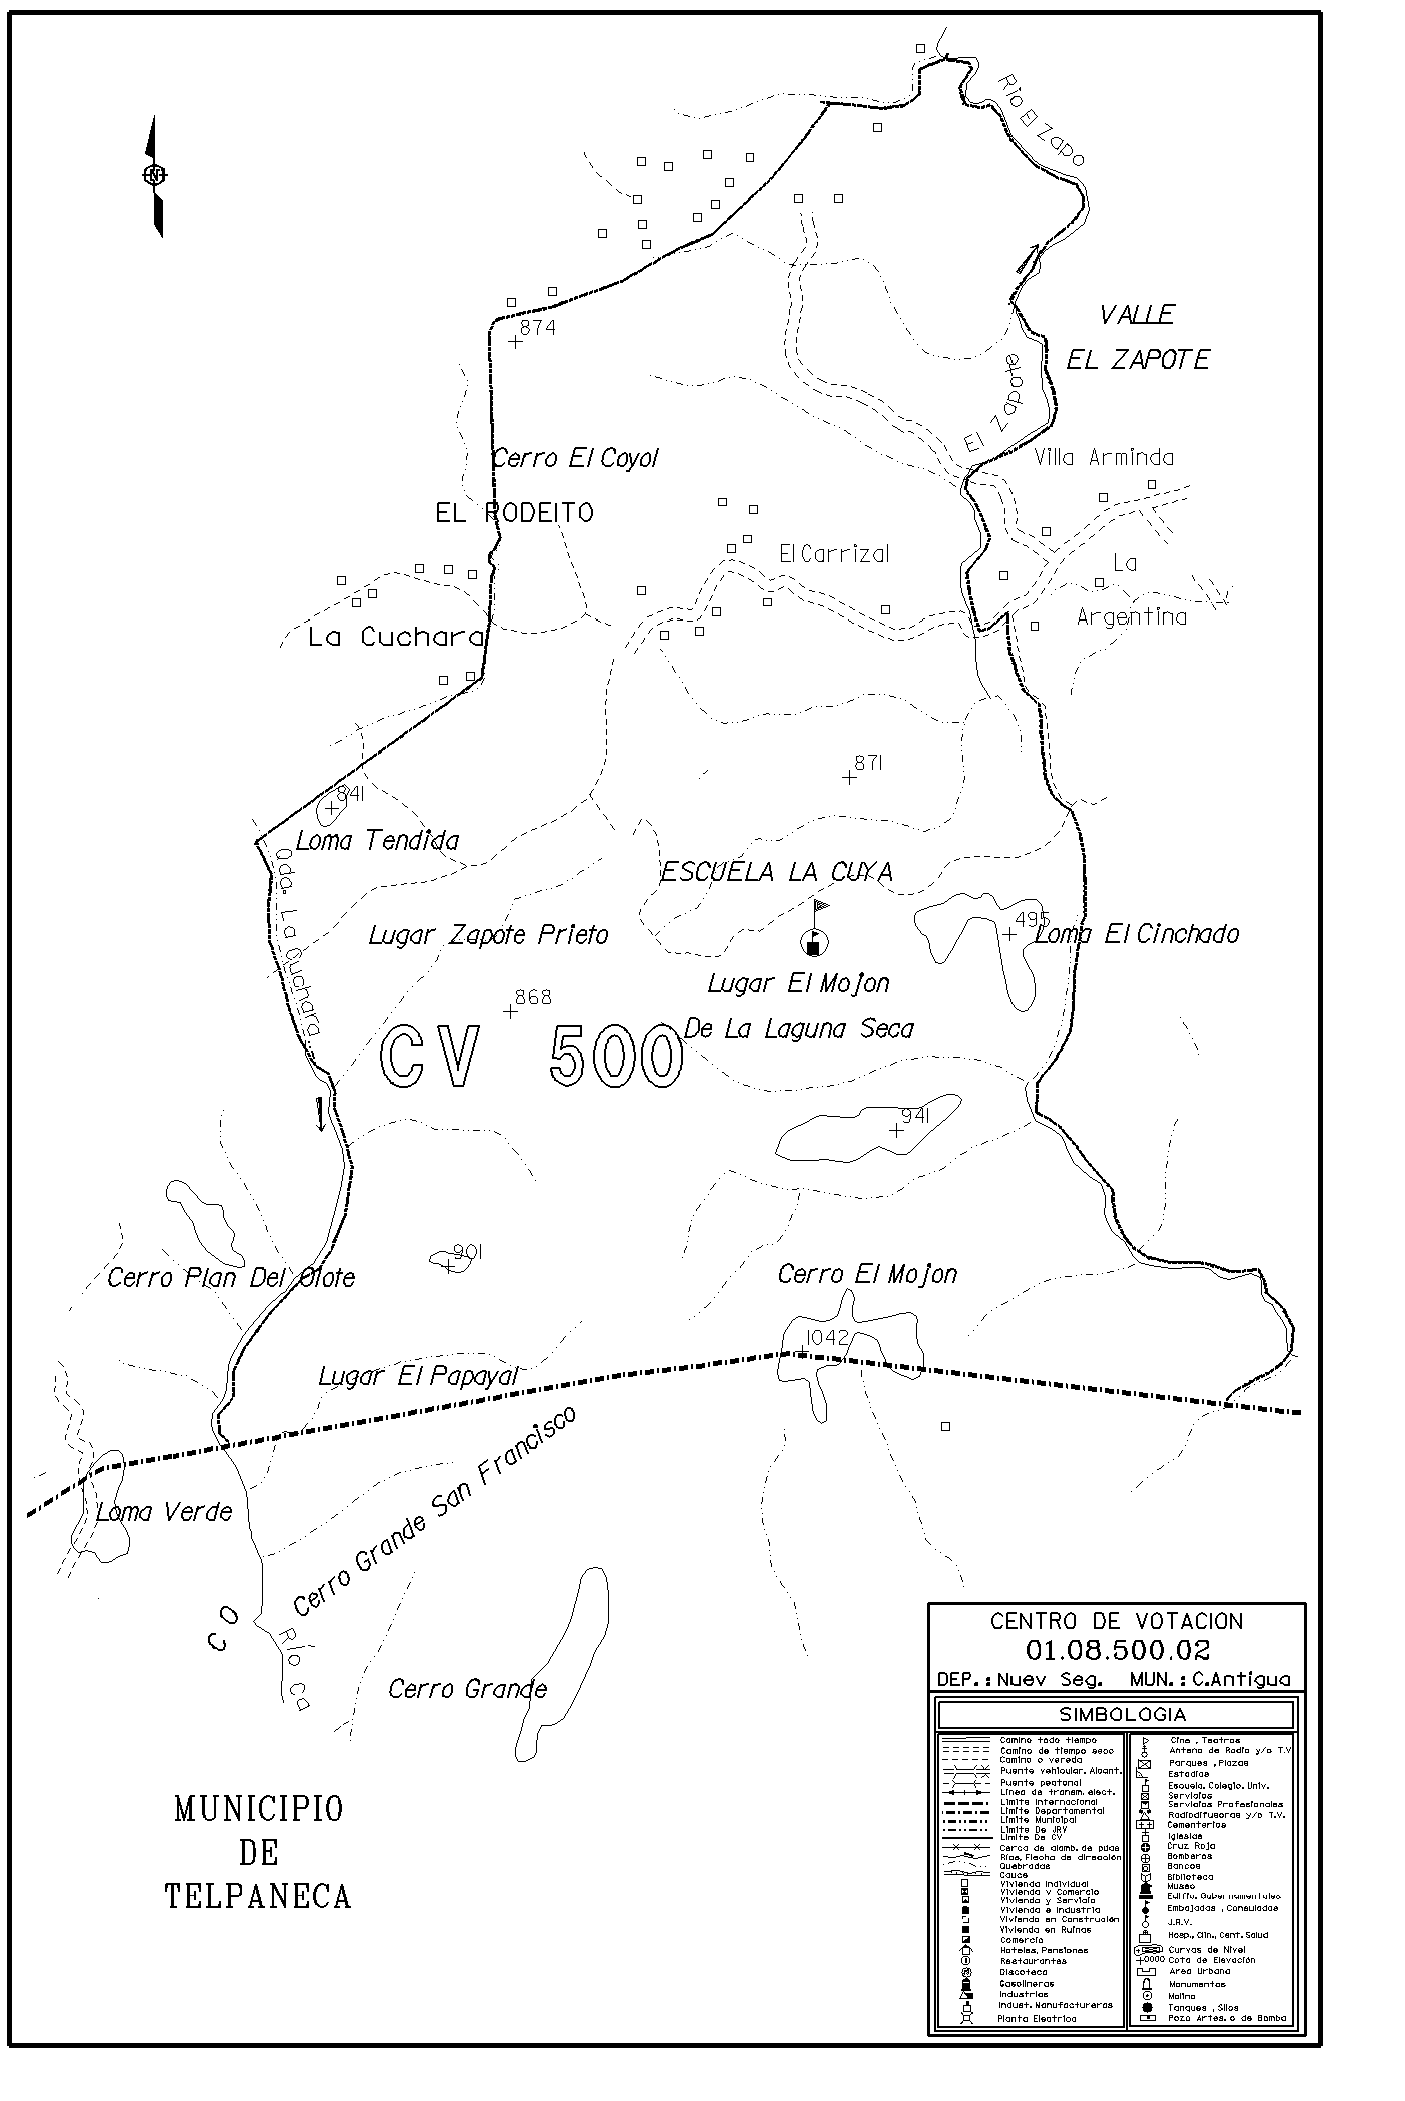 N
Río El Zapo
VALLE
EL ZAPOTE
874
El Zapote
Cerro El Coyol
Villa Arminda
EL RODEITO
El Carrizal
La
Argentina
La Cuchara
871
841
Loma Tendida
ESCUELA LA CUYA
Qda. La Cuchara
Lugar Zapote Prieto
495
Loma El Cinchado
868
Lugar El Mojon
De La Laguna Seca
CV 500
941
901
Cerro Plan Del Olote
Cerro El Mojon
1042
Lugar El Papayal
Cerro Grande San Francisco
Loma Verde
CO
Río Ca
Cerro Grande
MUNICIPIO
DE
TELPANECA
CENTRO DE VOTACION
01.08.500.02
DEP.: Nuev Seg. MUN.: C.Antigua
SIMBOLOGIA
Camino todo tiempo
Camino de tiempo seco
Camino o vereda
Puente vehicular. Alcant.
Puente peatonal
Linea de transm. elect.
Limite Internacional
Limite Departamental
Limite Municipal
Limite De JRV
Limite De CV
Cerca de alamb. de púas
Ríos, Flecha de dirección
Quebradas
Cauce
Vivienda Individual
Vivienda y Comercio
Vivienda y Servicio
Vivienda e Industria
Vivienda en Construción
Vivienda en Ruinas
Comercio
Hoteles, Pensiones
Restaurantes
Discoteca
Gasolineras
Industrias
Indust. Manufactureras
Planta Electrica
Cine , Teatros
Antena de Radio y/o T.V
Parques , Plazas
Estadios
Escuela. Colegio. Univ.
Servicios
Servicios Profesionales
Radiodifusoras y/o T.V.
Cementerios
Iglesias
Cruz Roja
Bomberos
Bancos
Biblioteca
Museo
Edific. Gubernamentales
Embajadas , Consulados
J.R.V.
Hosp., Clin., Cent. Salud
Curvas de Nivel
0000 Cota de Elevación
Area Urbana
Monumentos
Molino
Tanques , Silos
Pozo Artes. o de Bomba